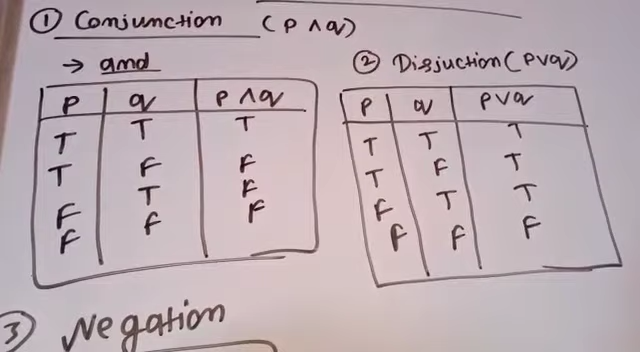 ① Conjunction (P ∧ q)
→ and
P q P ∧ q
T T T
T F F
F T F
F F F
② Disjuction (P∨q)
P q P∨q
T T T
T F T
F T T
F F F
③ Negation